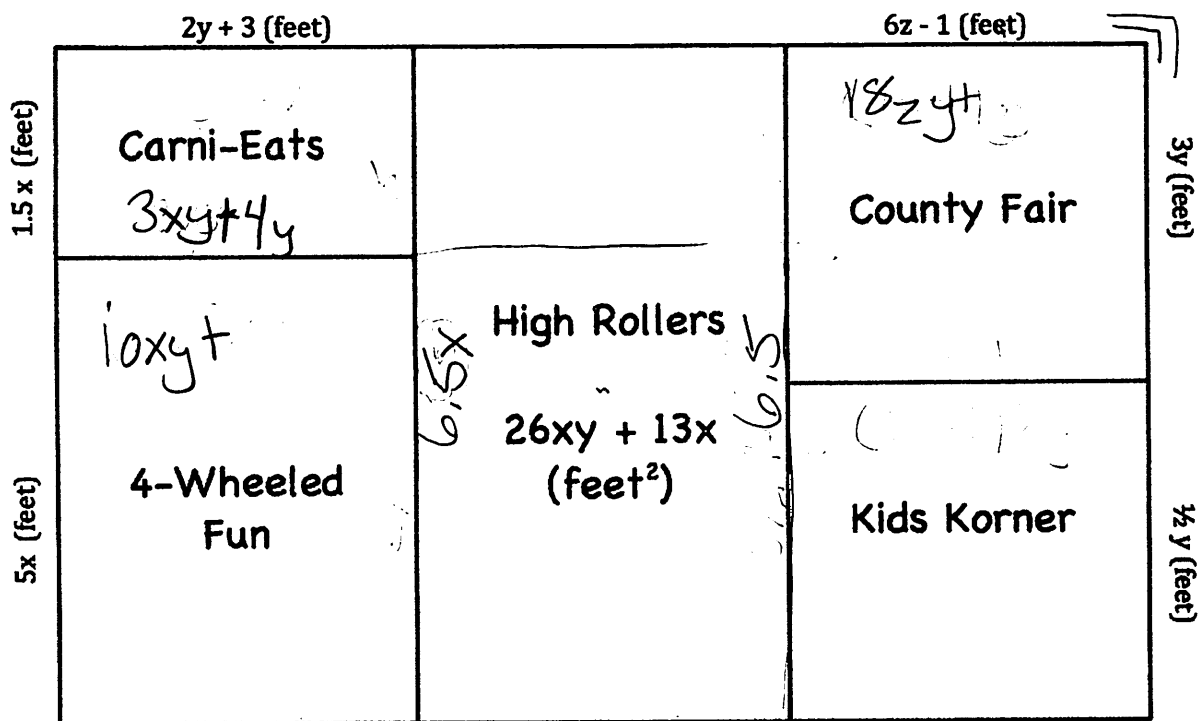 2y + 3 (feet)
6z - 1 (feet)
1.5 x (feet)
Carni-Eats
3xy+4y
18zy+
County Fair
3y (feet)
10xy+
6.5x
High Rollers
6.5
26xy + 13x
(feet²)
5x (feet)
4-Wheeled
Fun
Kids Korner
½ y (feet)